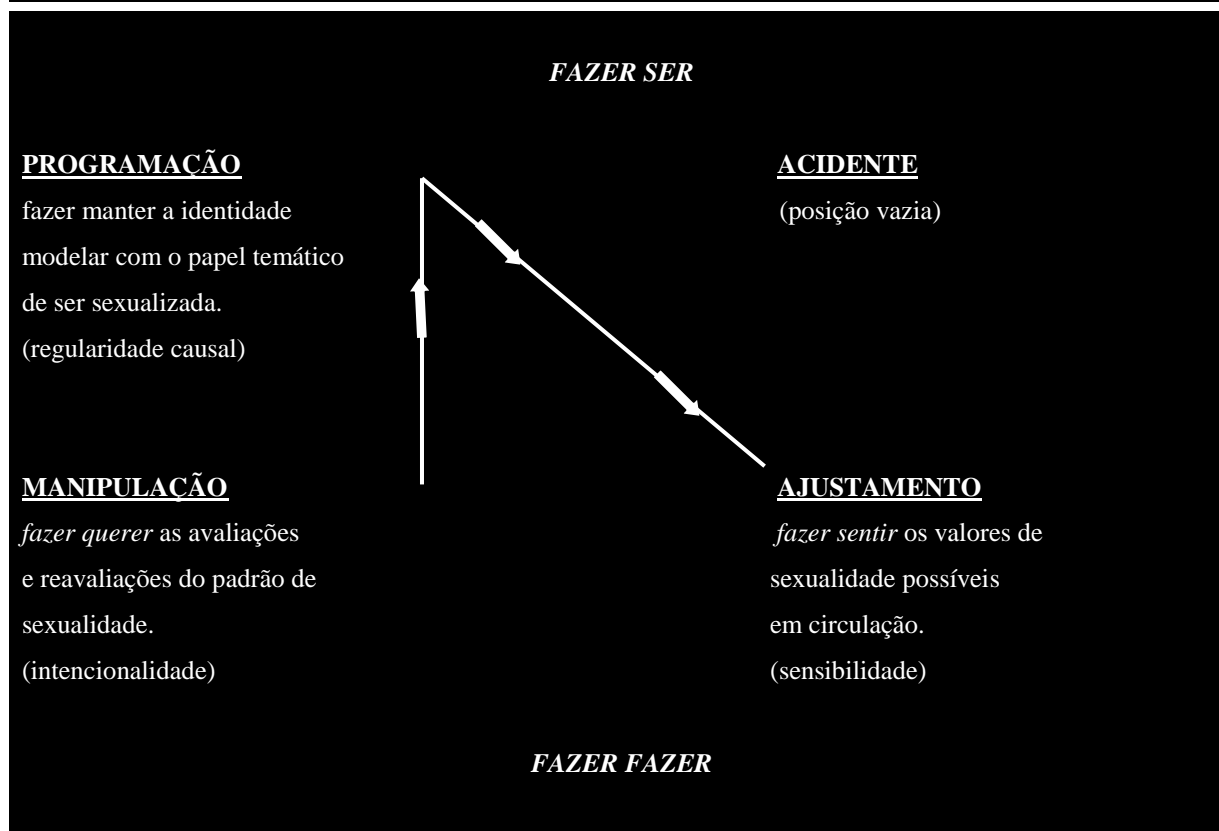 FAZER SER
PROGRAMAÇÃO
fazer manter a identidade
modelar com o papel temático
de ser sexualizada.
(regularidade causal)
ACIDENTE
(posição vazia)
MANIPULAÇÃO
fazer querer as avaliações
e reavaliações do padrão de
sexualidade.
(intencionalidade)
AJUSTAMENTO
fazer sentir os valores de
sexualidade possíveis
em circulação.
(sensibilidade)
FAZER FAZER